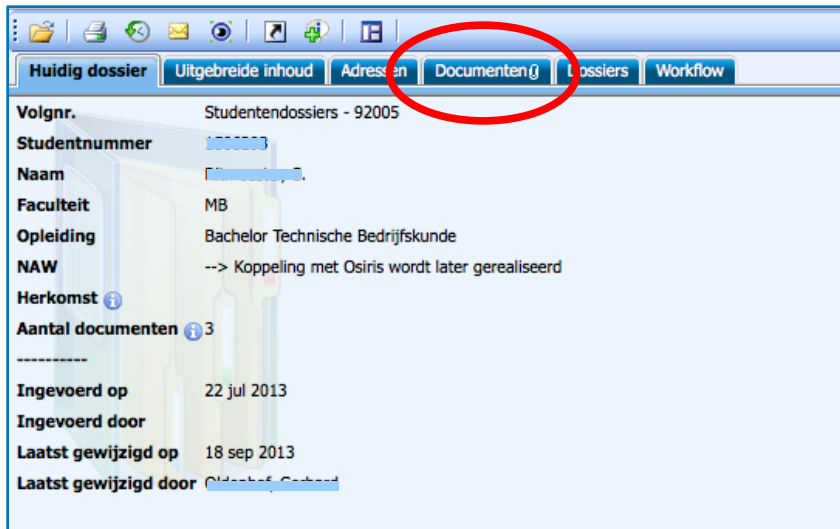 Huidig dossier Uitgebreide inhoud Adressen Documenten Dossiers Workflow
Volgnr. Studentendossiers - 92005
Studentnummer
Naam
Faculteit MB
Opleiding Bachelor Technische Bedrijfskunde
NAW --> Koppeling met Osiris wordt later gerealiseerd
Herkomst
Aantal documenten 3
----------
Ingevoerd op 22 jul 2013
Ingevoerd door
Laatst gewijzigd op 18 sep 2013
Laatst gewijzigd door